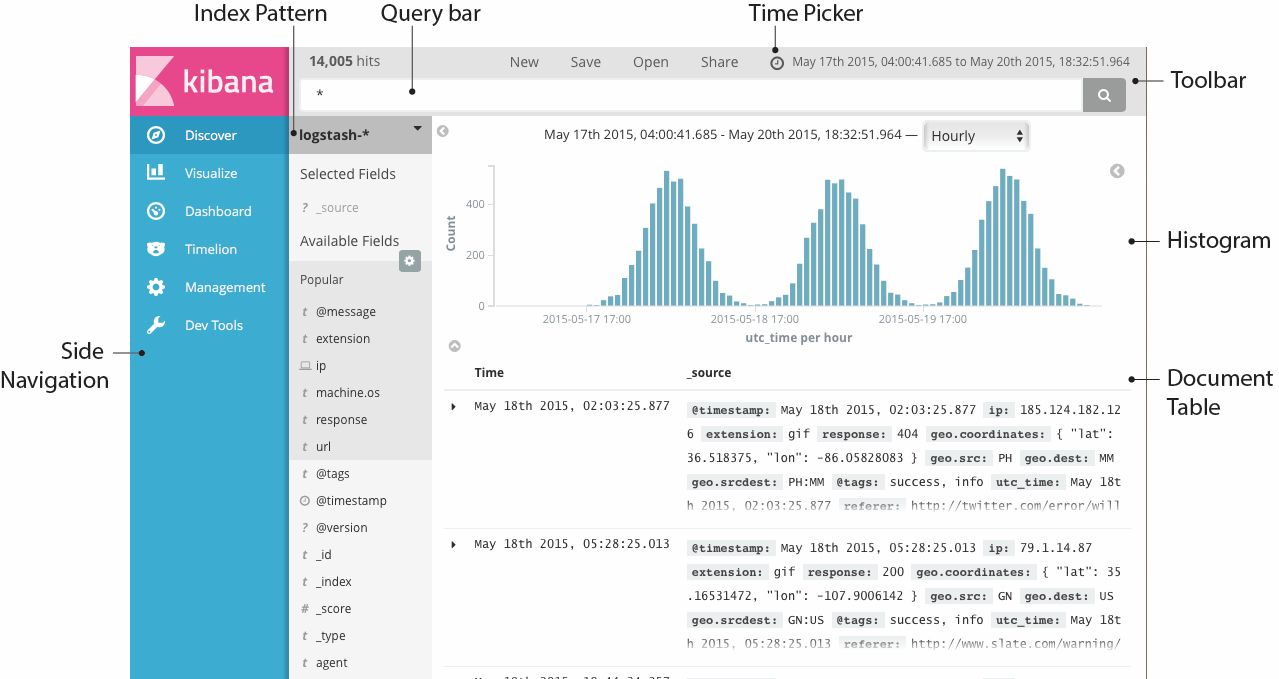 Index Pattern
Query bar
Time Picker
kibana
14,005 hits
New Save Open Share May 17th 2015, 04:00:41.685 to May 20th 2015, 18:32:51.964
Toolbar
*
Discover
Visualize
Dashboard
Timelion
Management
Dev Tools
Side
Navigation
logstash-*
Selected Fields
? _source
Available Fields
Popular
t @message
t extension
ip
t machine.os
t response
t url
t @tags
@timestamp
? @version
t _id
t _index
# _score
t _type
t agent
May 17th 2015, 04:00:41.685 - May 20th 2015, 18:32:51.964 — Hourly
Count
400
200
0
2015-05-17 17:00 2015-05-18 17:00 2015-05-19 17:00
utc_time per hour
Histogram
Time _source
Document
Table
May 18th 2015, 02:03:25.877 @timestamp: May 18th 2015, 02:03:25.877 ip: 185.124.182.12
6 extension: gif response: 404 geo.coordinates: { "lat":
36.518375, "lon": -86.05828083 } geo.src: PH geo.dest: MM
geo.srcdest: PH:MM @tags: success, info utc_time: May 18t
h 2015, 02:03:25.877 referer: http://twitter.com/error/will
May 18th 2015, 05:28:25.013 @timestamp: May 18th 2015, 05:28:25.013 ip: 79.1.14.87
extension: gif response: 200 geo.coordinates: { "lat": 35
.16531472, "lon": -107.9006142 } geo.src: GN geo.dest: US
geo.srcdest: GN:US @tags: success, info utc_time: May 18t
h 2015, 05:28:25.013 referer: http://www.slate.com/warning/